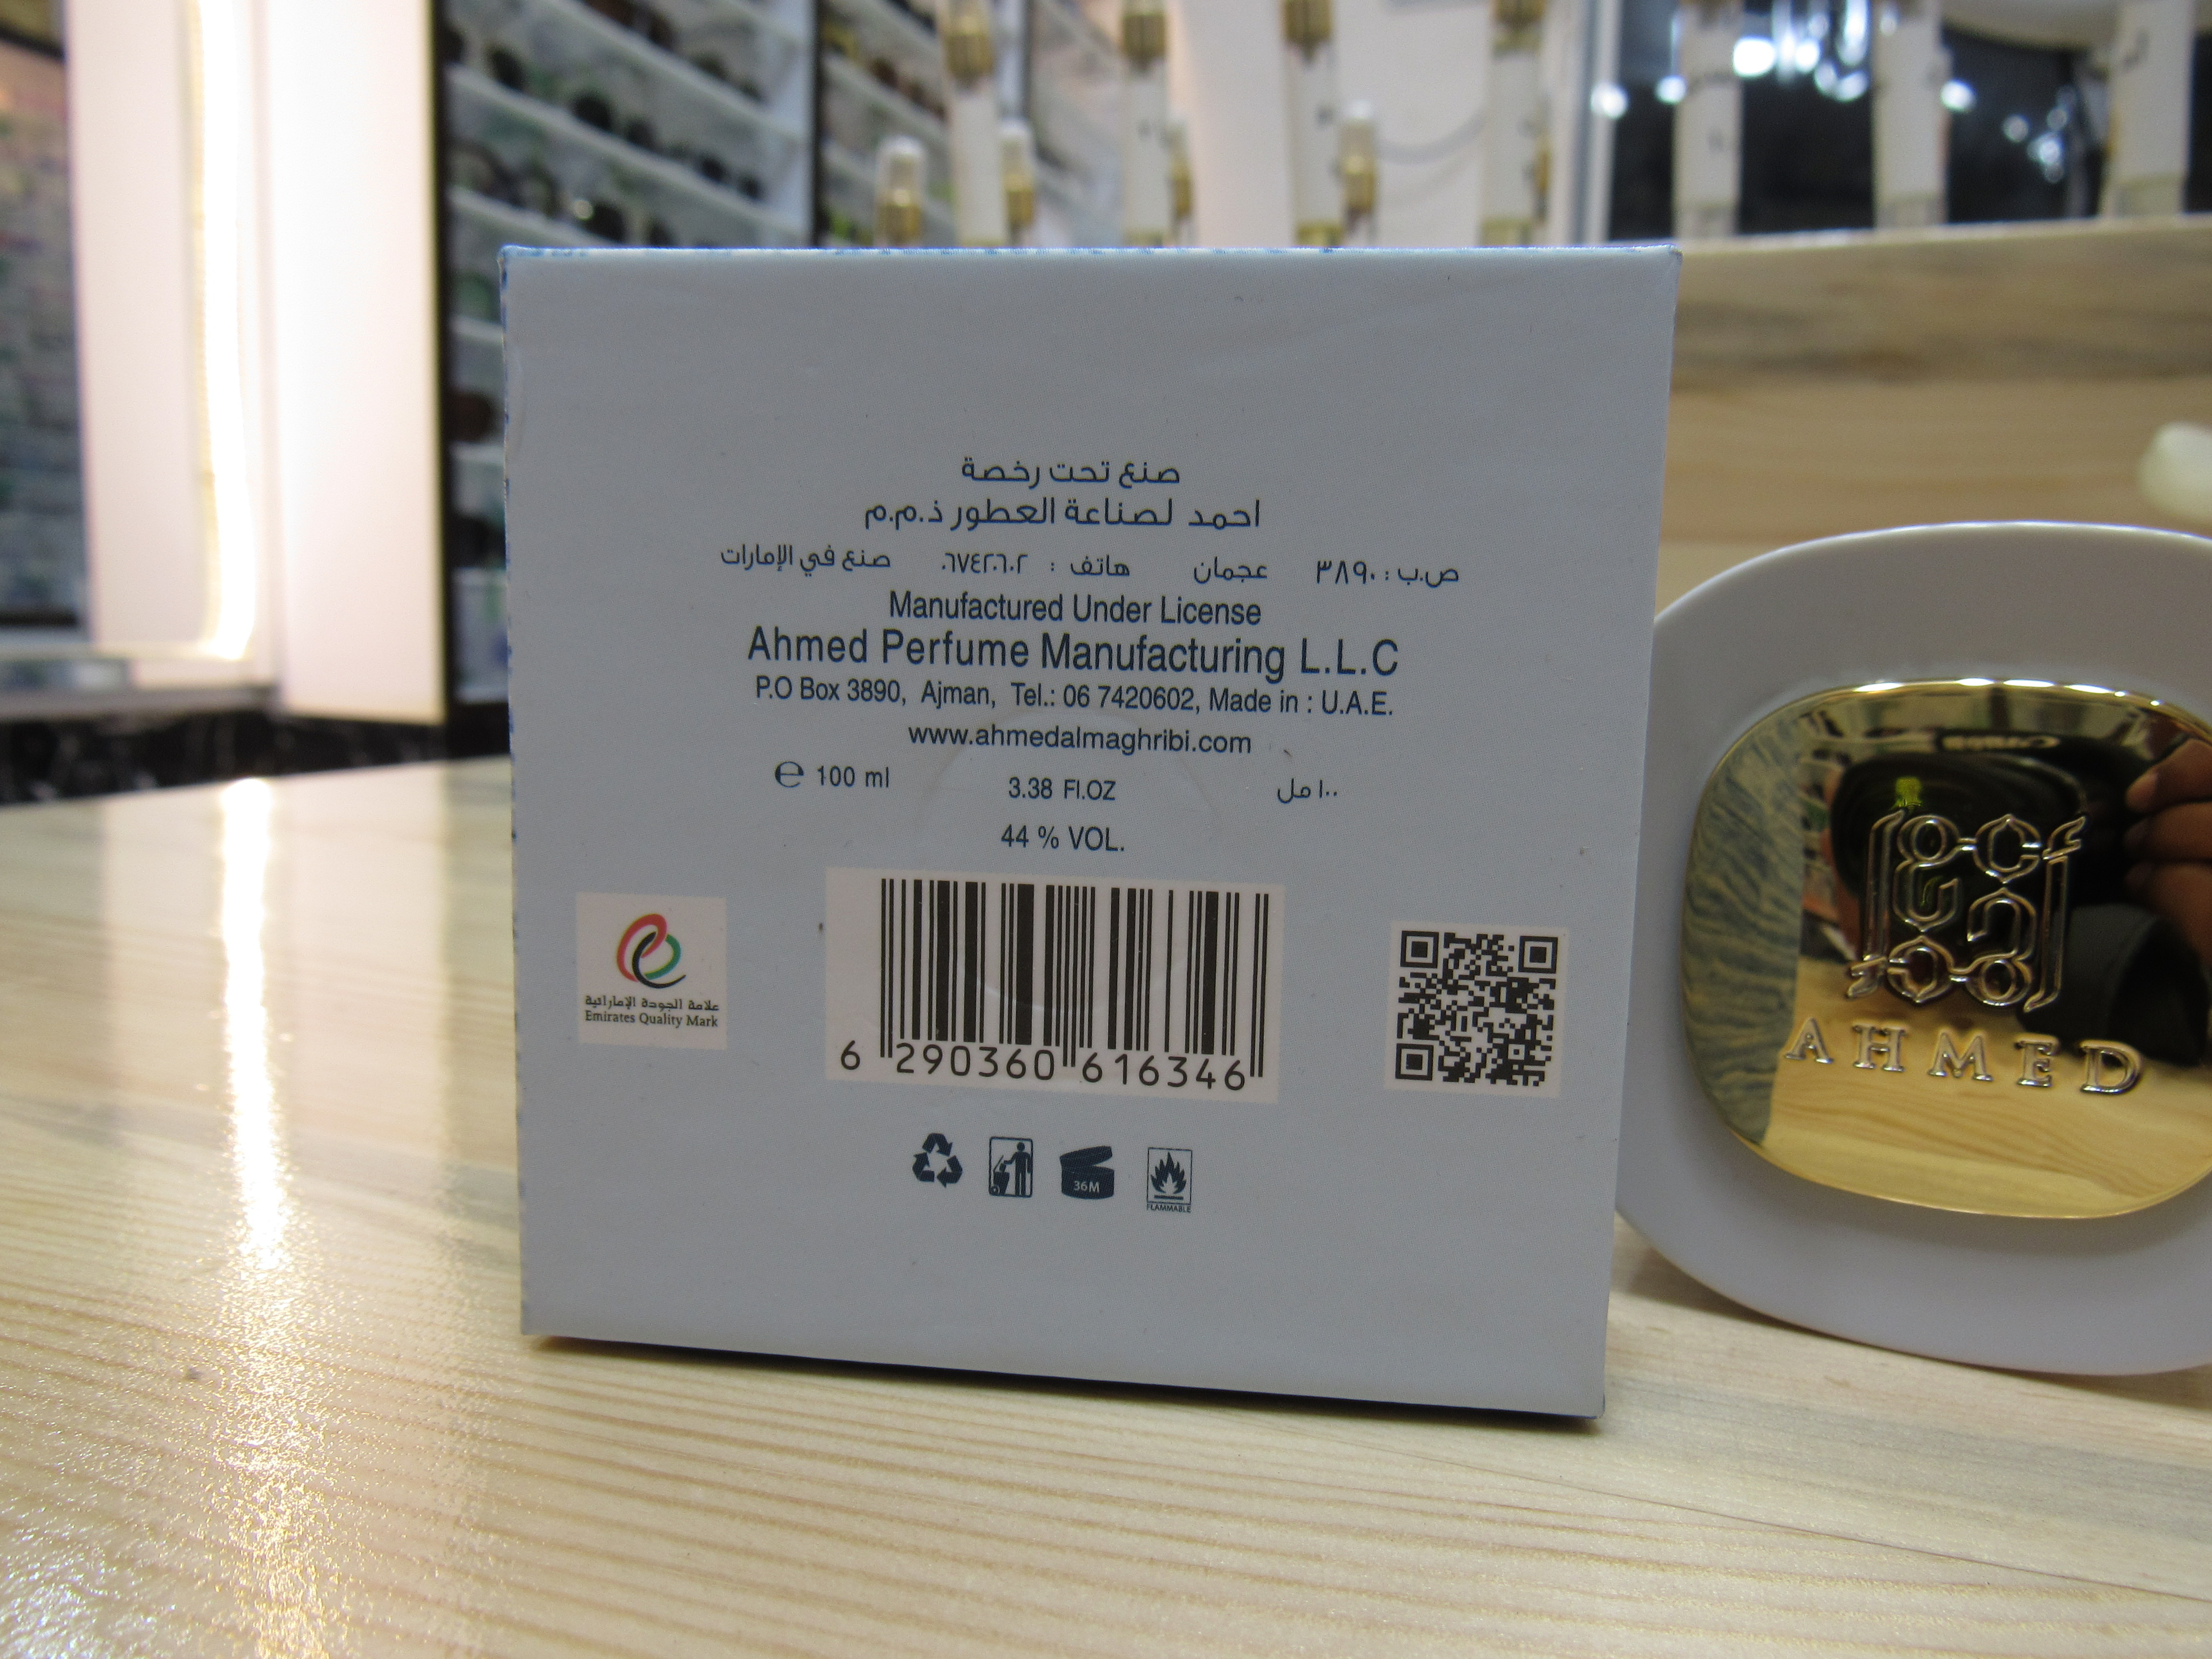 صنع تحت رخصة
احمد لصناعة العطور ذ.م.م
ص.ب : ٣٨٩٠ عجمان هاتف : ٠٦٧٤٢٠٦٠٢ صنع في الإمارات
Manufactured Under License
Ahmed Perfume Manufacturing L.L.C
P.O Box 3890, Ajman, Tel.: 06 7420602, Made in : U.A.E.
www.ahmedalmaghribi.com
℮ 100 ml 3.38 Fl.OZ ١٠٠ مل
44 % VOL.
علامة الجودة الإماراتية
Emirates Quality Mark
6 290360 616346
36M
FLAMMABLE
AHMED